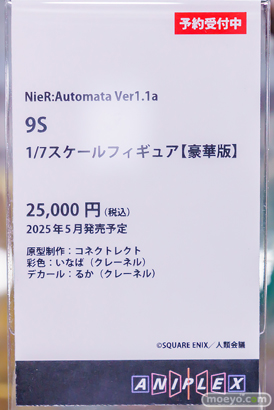 予約受付中
NieR:Automata Ver1.1a
9S
1/7スケールフィギュア【豪華版】
25,000 円(税込)
2025年5月発売予定
原型制作：コネクトレクト
彩色：いなば（クレーネル）
デカール：るか（クレーネル）
©SQUARE ENIX／人類会議
ANIPLEX
moeyo.com